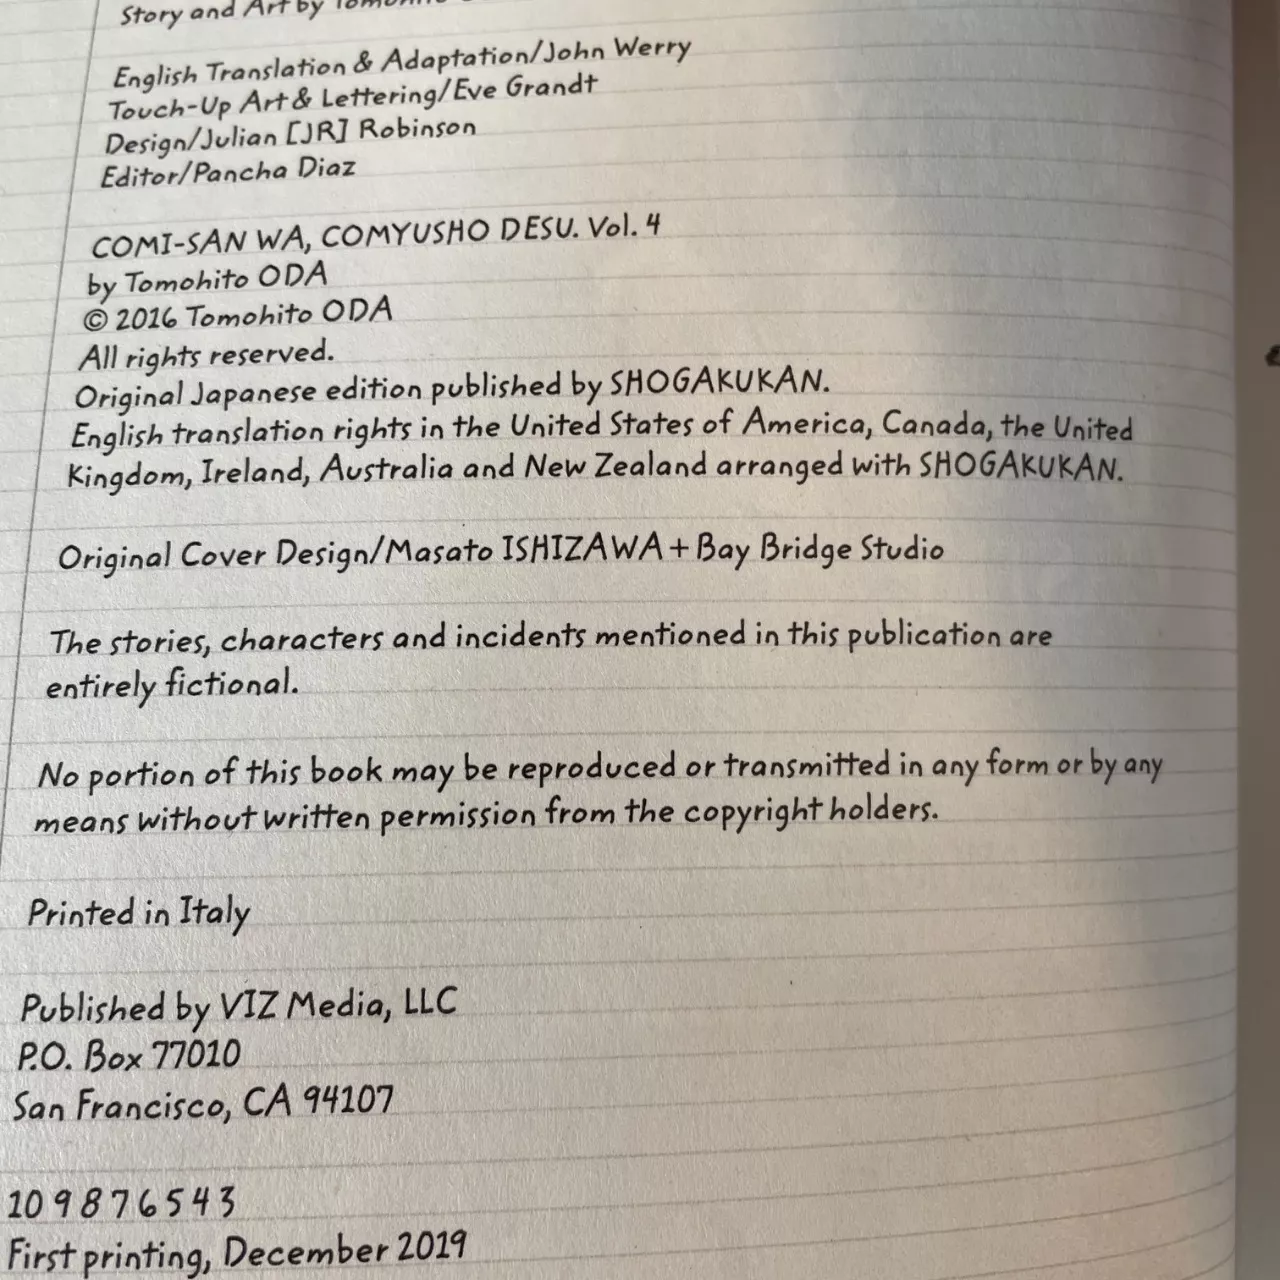 Story and Art by
English Translation & Adaptation/John Werry
Touch-Up Art & Lettering/Eve Grandt
Design/Julian [JR] Robinson
Editor/Pancha Diaz
COMI-SAN WA, COMYUSHO DESU. Vol. 4
by Tomohito ODA
© 2016 Tomohito ODA
All rights reserved.
Original Japanese edition published by SHOGAKUKAN.
English translation rights in the United States of America, Canada, the United
Kingdom, Ireland, Australia and New Zealand arranged with SHOGAKUKAN.
Original Cover Design/Masato ISHIZAWA + Bay Bridge Studio
The stories, characters and incidents mentioned in this publication are
entirely fictional.
No portion of this book may be reproduced or transmitted in any form or by any
means without written permission from the copyright holders.
Printed in Italy
Published by VIZ Media, LLC
P.O. Box 77010
San Francisco, CA 94107
10 9 8 7 6 5 4 3
First printing, December 2019